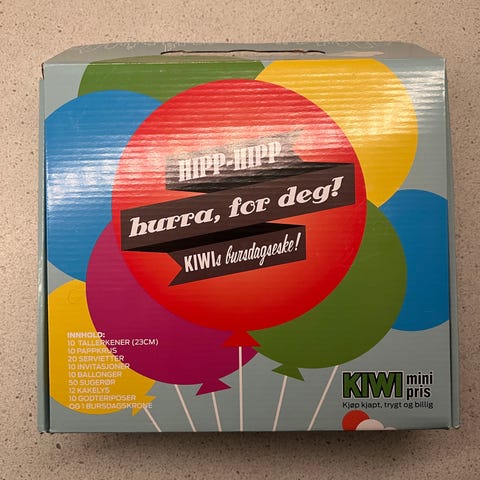 HIPP-HIPP
hurra, for deg!
KIWIs bursdagseske!
INNHOLD:
10 TALLERKENER (23CM)
10 PAPPKRUS
20 SERVIETTER
10 INVITASJONER
10 BALLONGER
50 SUGERØR
12 KAKELYS
10 GODTERIPOSER
OG 1 BURSDAGSKRONE
KIWI mini pris
Kjøp kjapt, trygt og billig